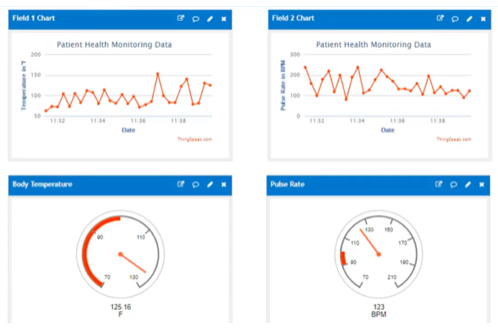 Field 1 Chart
Patient Health Monitoring Data
Temperature in °F
200
150
100
50
11:32
11:34
11:36
11:38
Date
ThingSpeak.com
Field 2 Chart
Patient Health Monitoring Data
Pulse Rate in BPM
300
200
100
0
11:32
11:34
11:36
11:38
Date
ThingSpeak.com
Body Temperature
90
110
70
130
125.16
F
Pulse Rate
130
150
110
170
90
190
70
210
123
BPM